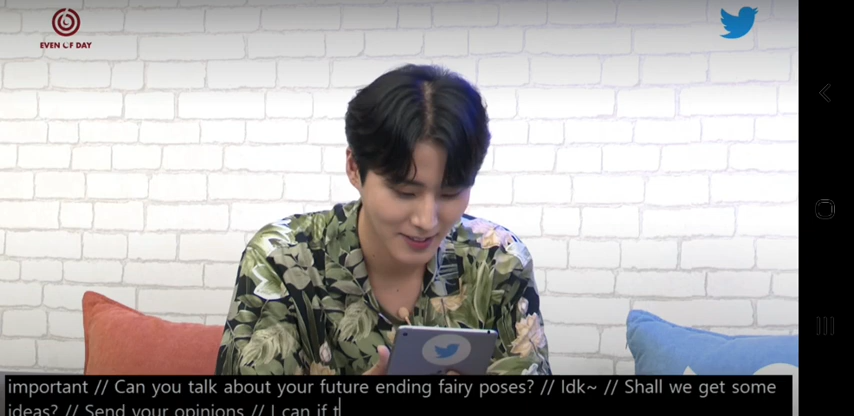 EVEN OF DAY
important // Can you talk about your future ending fairy poses? // Idk~ // Shall we get some
ideas? // Send your opinions // I can if t